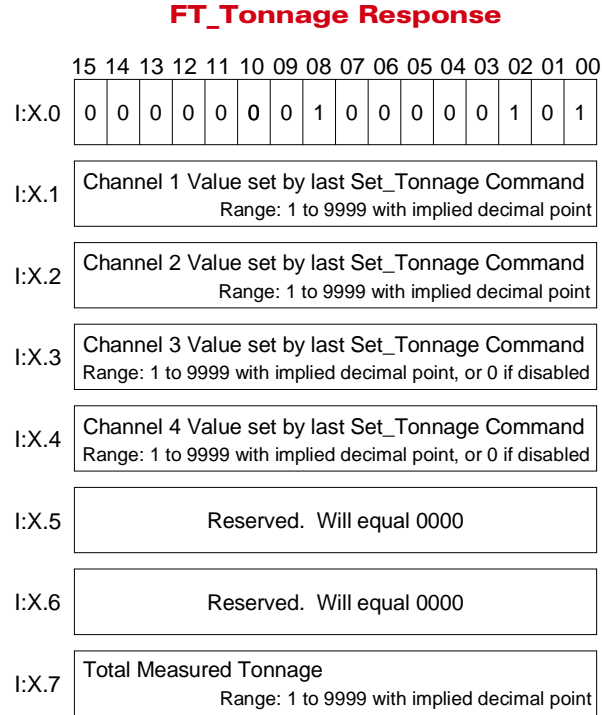 FT_Tonnage Response
15 14 13 12 11 10 09 08 07 06 05 04 03 02 01 00
I:X.0 0 0 0 0 0 0 0 1 0 0 0 0 0 1 0 1
I:X.1 Channel 1 Value set by last Set_Tonnage Command
Range: 1 to 9999 with implied decimal point
I:X.2 Channel 2 Value set by last Set_Tonnage Command
Range: 1 to 9999 with implied decimal point
I:X.3 Channel 3 Value set by last Set_Tonnage Command
Range: 1 to 9999 with implied decimal point, or 0 if disabled
I:X.4 Channel 4 Value set by last Set_Tonnage Command
Range: 1 to 9999 with implied decimal point, or 0 if disabled
I:X.5 Reserved. Will equal 0000
I:X.6 Reserved. Will equal 0000
I:X.7 Total Measured Tonnage
Range: 1 to 9999 with implied decimal point